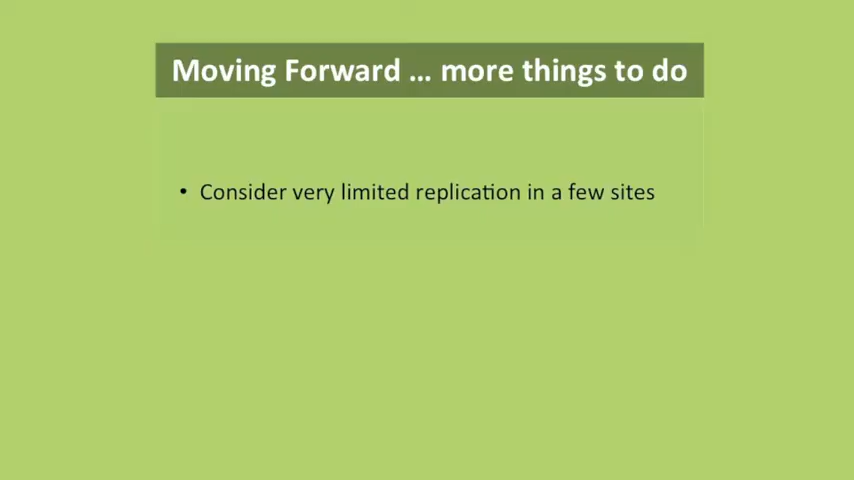 Moving Forward … more things to do
• Consider very limited replication in a few sites